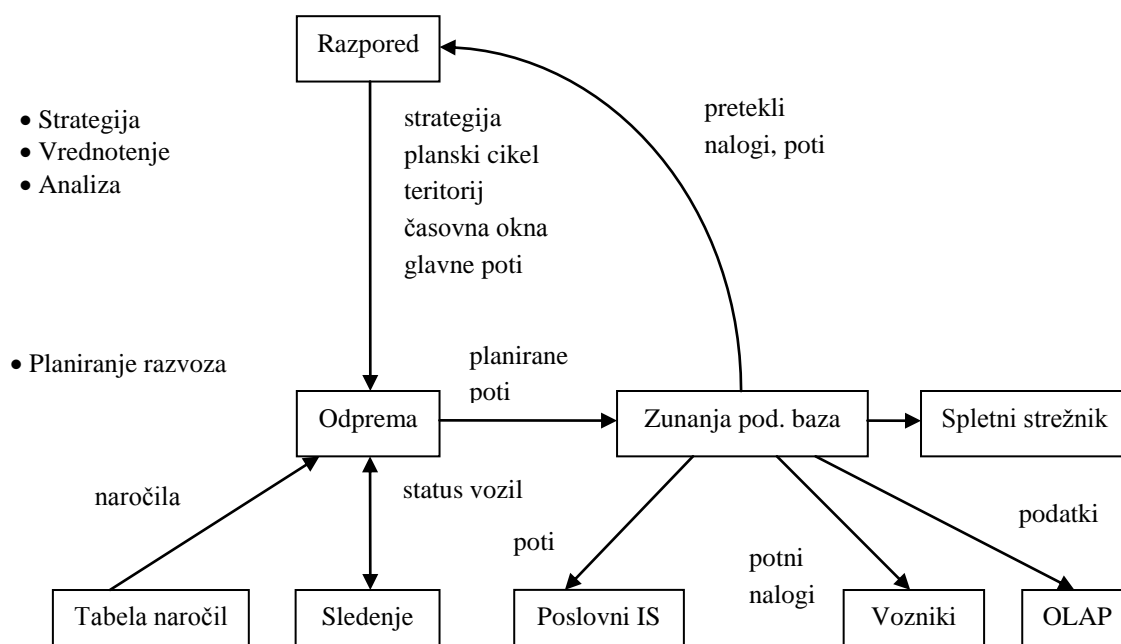 Razpored
• Strategija
• Vrednotenje
• Analiza
strategija
planski cikel
teritorij
časovna okna
glavne poti
pretekli
nalogi, poti
• Planiranje razvoza
planirane
poti
Odprema
Zunanja pod. baza
Spletni strežnik
naročila
status vozil
poti
potni
nalogi
podatki
Tabela naročil
Sledenje
Poslovni IS
Vozniki
OLAP